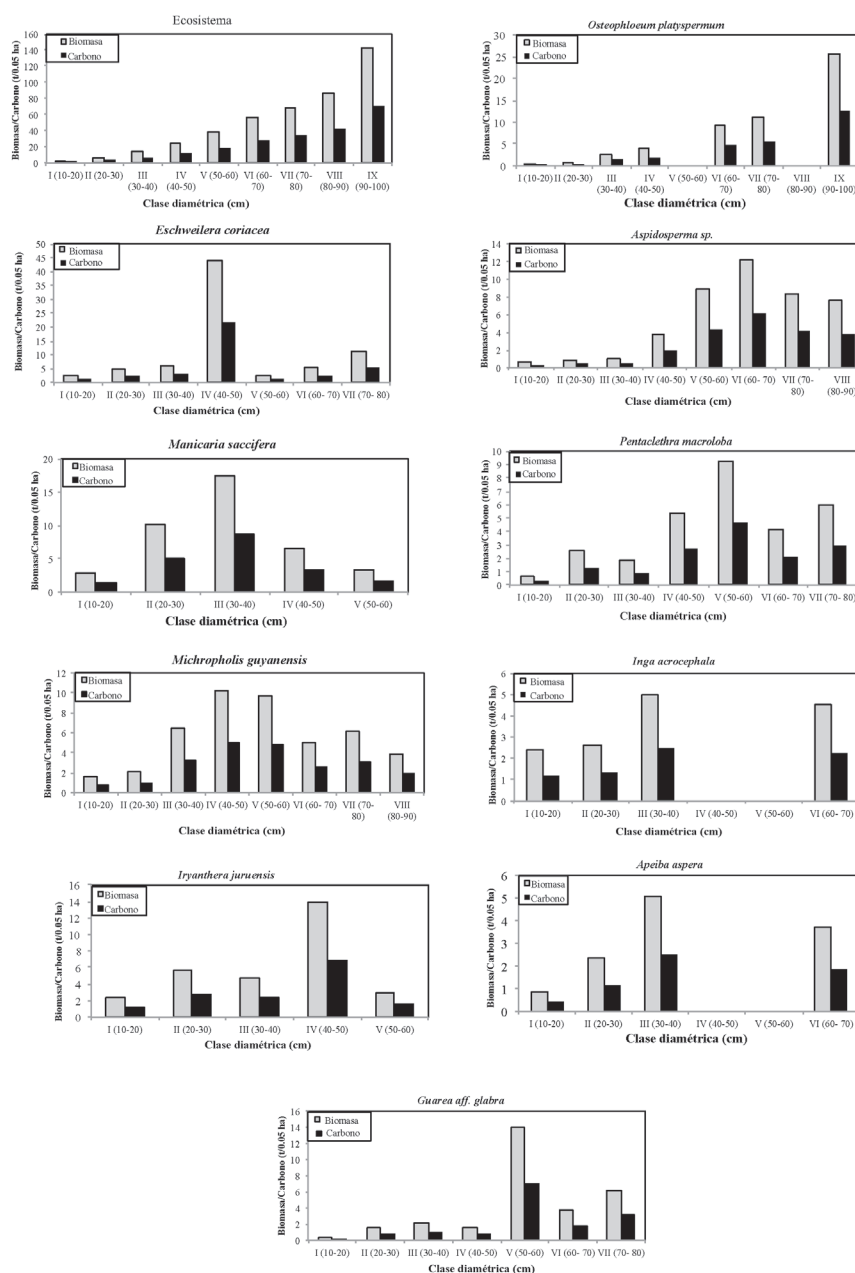 Ecosistema
Biomasa/Carbono (t/0.05 ha)
160
140
120
100
80
60
40
20
0
Biomasa
Carbono
I (10-20) II (20-30) III (30-40) IV (40-50) V (50-60) VI (60-70) VII (70-80) VIII (80-90) IX (90-100)
Clase diamétrica (cm)
Osteophloeum platyspermum
Biomasa/Carbono (t/0.05 ha)
30
25
20
15
10
5
0
Biomasa
Carbono
I (10-20) II (20-30) III (30-40) IV (40-50) V (50-60) VI (60-70) VII (70-80) VIII (80-90) IX (90-100)
Clase diamétrica (cm)
Eschweilera coriacea
Biomasa/Carbono (t/0.05 ha)
50
45
40
35
30
25
20
15
10
5
0
Biomasa
Carbono
I (10-20) II (20-30) III (30-40) IV (40-50) V (50-60) VI (60- 70) VII (70- 80)
Clase diamétrica (cm)
Aspidosperma sp.
Biomasa/Carbono (t/0.05 ha)
14
12
10
8
6
4
2
0
Biomasa
Carbono
I (10-20) II (20-30) III (30-40) IV (40-50) V (50-60) VI (60- 70) VII (70- 80) VIII (80-90)
Clase diamétrica (cm)
Manicaria saccifera
Biomasa/Carbono (t/0.05 ha)
20
15
10
5
0
Biomasa
Carbono
I (10-20) II (20-30) III (30-40) IV (40-50) V (50-60)
Clase diamétrica (cm)
Pentaclethra macroloba
Biomasa/Carbono (t/0.05 ha)
10
9
8
7
6
5
4
3
2
1
0
Biomasa
Carbono
I (10-20) II (20-30) III (30-40) IV (40-50) V (50-60) VI (60- 70) VII (70- 80)
Clase diamétrica (cm)
Michropholis guyanensis
Biomasa/Carbono (t/0.05 ha)
12
10
8
6
4
2
0
Biomasa
Carbono
I (10-20) II (20-30) III (30-40) IV (40-50) V (50-60) VI (60- 70) VII (70- 80) VIII (80-90)
Clase diamétrica (cm)
Inga acrocephala
Biomasa/Carbono (t/0.05 ha)
6
5
4
3
2
1
0
Biomasa
Carbono
I (10-20) II (20-30) III (30-40) IV (40-50) V (50-60) VI (60- 70)
Clase diamétrica (cm)
Iryanthera juruensis
Biomasa/Carbono (t/0.05 ha)
16
14
12
10
8
6
4
2
0
Biomasa
Carbono
I (10-20) II (20-30) III (30-40) IV (40-50) V (50-60)
Clase diamétrica (cm)
Apeiba aspera
Biomasa/Carbono (t/0.05 ha)
6
5
4
3
2
1
0
Biomasa
Carbono
I (10-20) II (20-30) III (30-40) IV (40-50) V (50-60) VI (60- 70)
Clase diamétrica (cm)
Guarea aff. glabra
Biomasa/Carbono (t/0.05 ha)
16
14
12
10
8
6
4
2
0
Biomasa
Carbono
I (10-20) II (20-30) III (30-40) IV (40-50) V (50-60) VI (60- 70) VII (70- 80)
Clase diamétrica (cm)